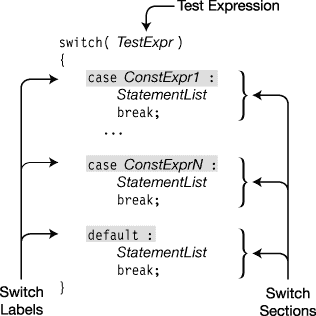 Test Expression
switch( TestExpr )
{
case ConstExpr1 :
StatementList
break;
...
case ConstExprN :
StatementList
break;
default :
StatementList
break;
}
Switch
Labels
Switch
Sections